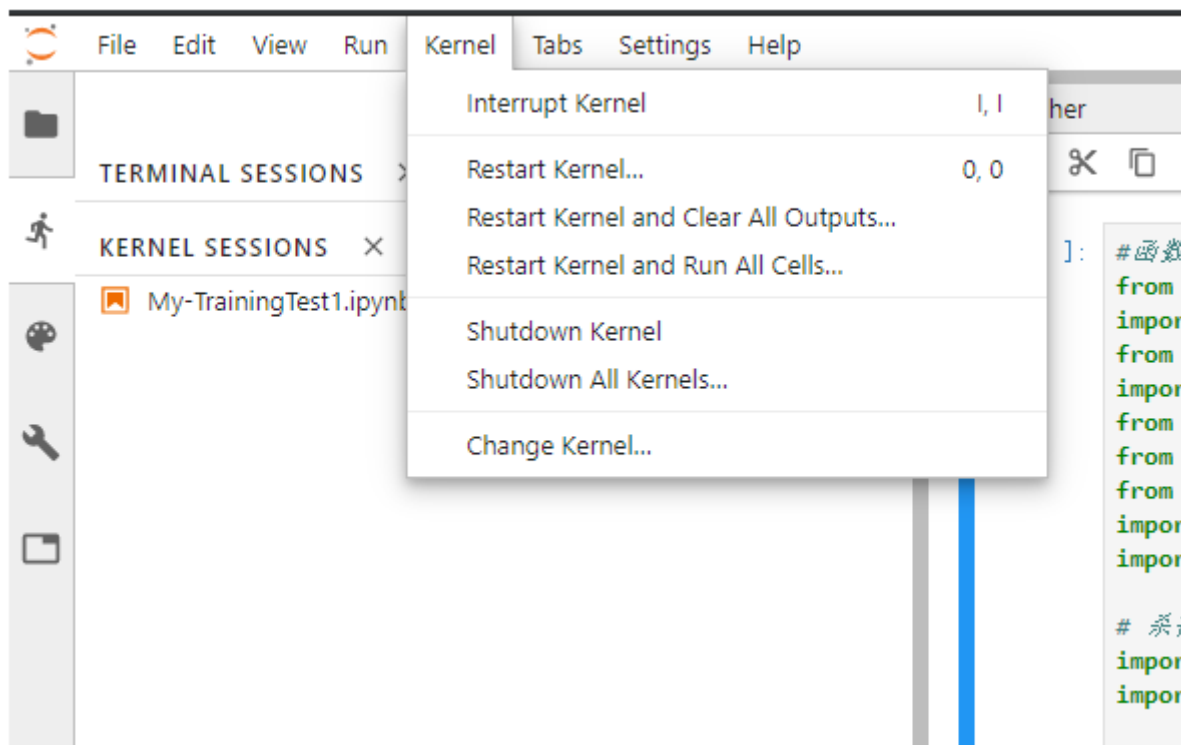 File Edit View Run Kernel Tabs Settings Help
Interrupt Kernel I, I
her
TERMINAL SESSIONS
Restart Kernel... 0, 0
Restart Kernel and Clear All Outputs...
KERNEL SESSIONS ×
Restart Kernel and Run All Cells...
My-TrainingTest1.ipynb
Shutdown Kernel
Shutdown All Kernels...
Change Kernel...
]: #函数
from
impor
from
impor
from
from
from
impor
impor
#
impor
impor